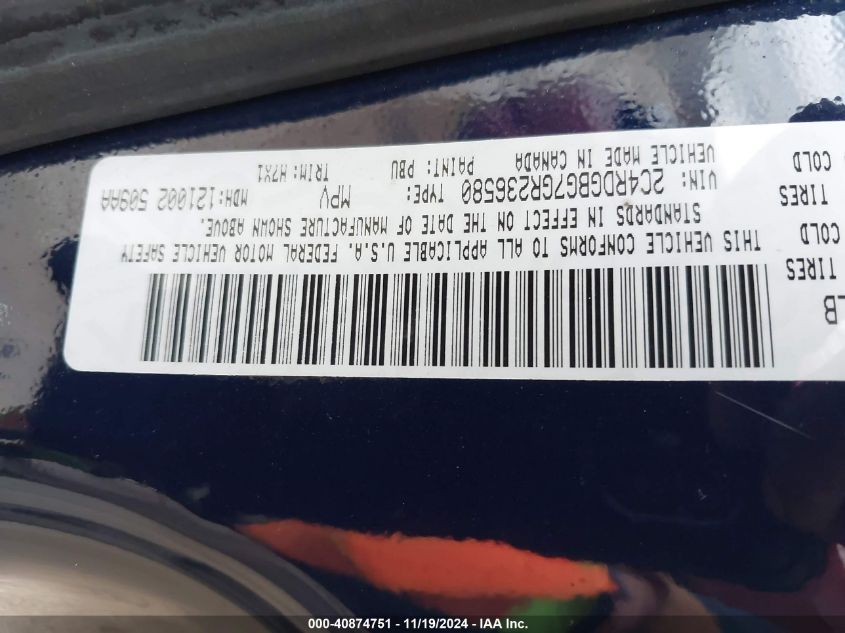 LB
TIRES
THIS VEHICLE CONFORMS TO ALL APPLICABLE U.S.A. FEDERAL MOTOR VEHICLE SAFETY
COLD
STANDARDS IN EFFECT ON THE DATE OF MANUFACTURE SHOWN ABOVE.
TIRES
VIN: 2C4RDGBG7GR236580 TYPE: MPV MDH:121002 509AA
COLD
VEHICLE MADE IN CANADA PAINT: PBU TRIM: H7X1
000-40874751 - 11/19/2024 - IAA Inc.